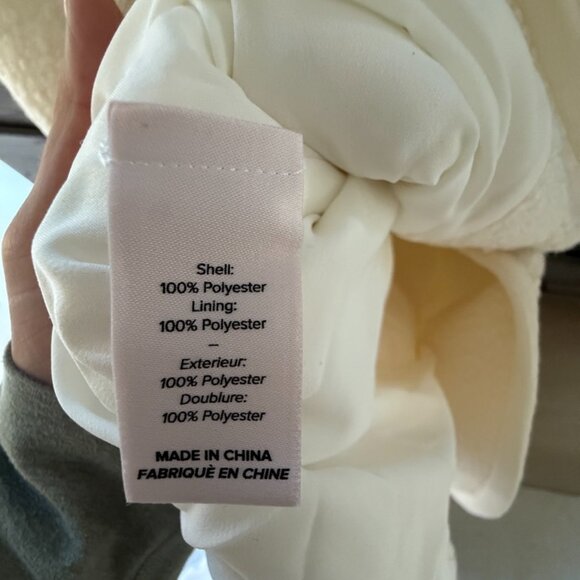 Shell:
100% Polyester
Lining:
100% Polyester
–
Exterieur:
100% Polyester
Doublure:
100% Polyester
MADE IN CHINA
FABRIQUÈ EN CHINE